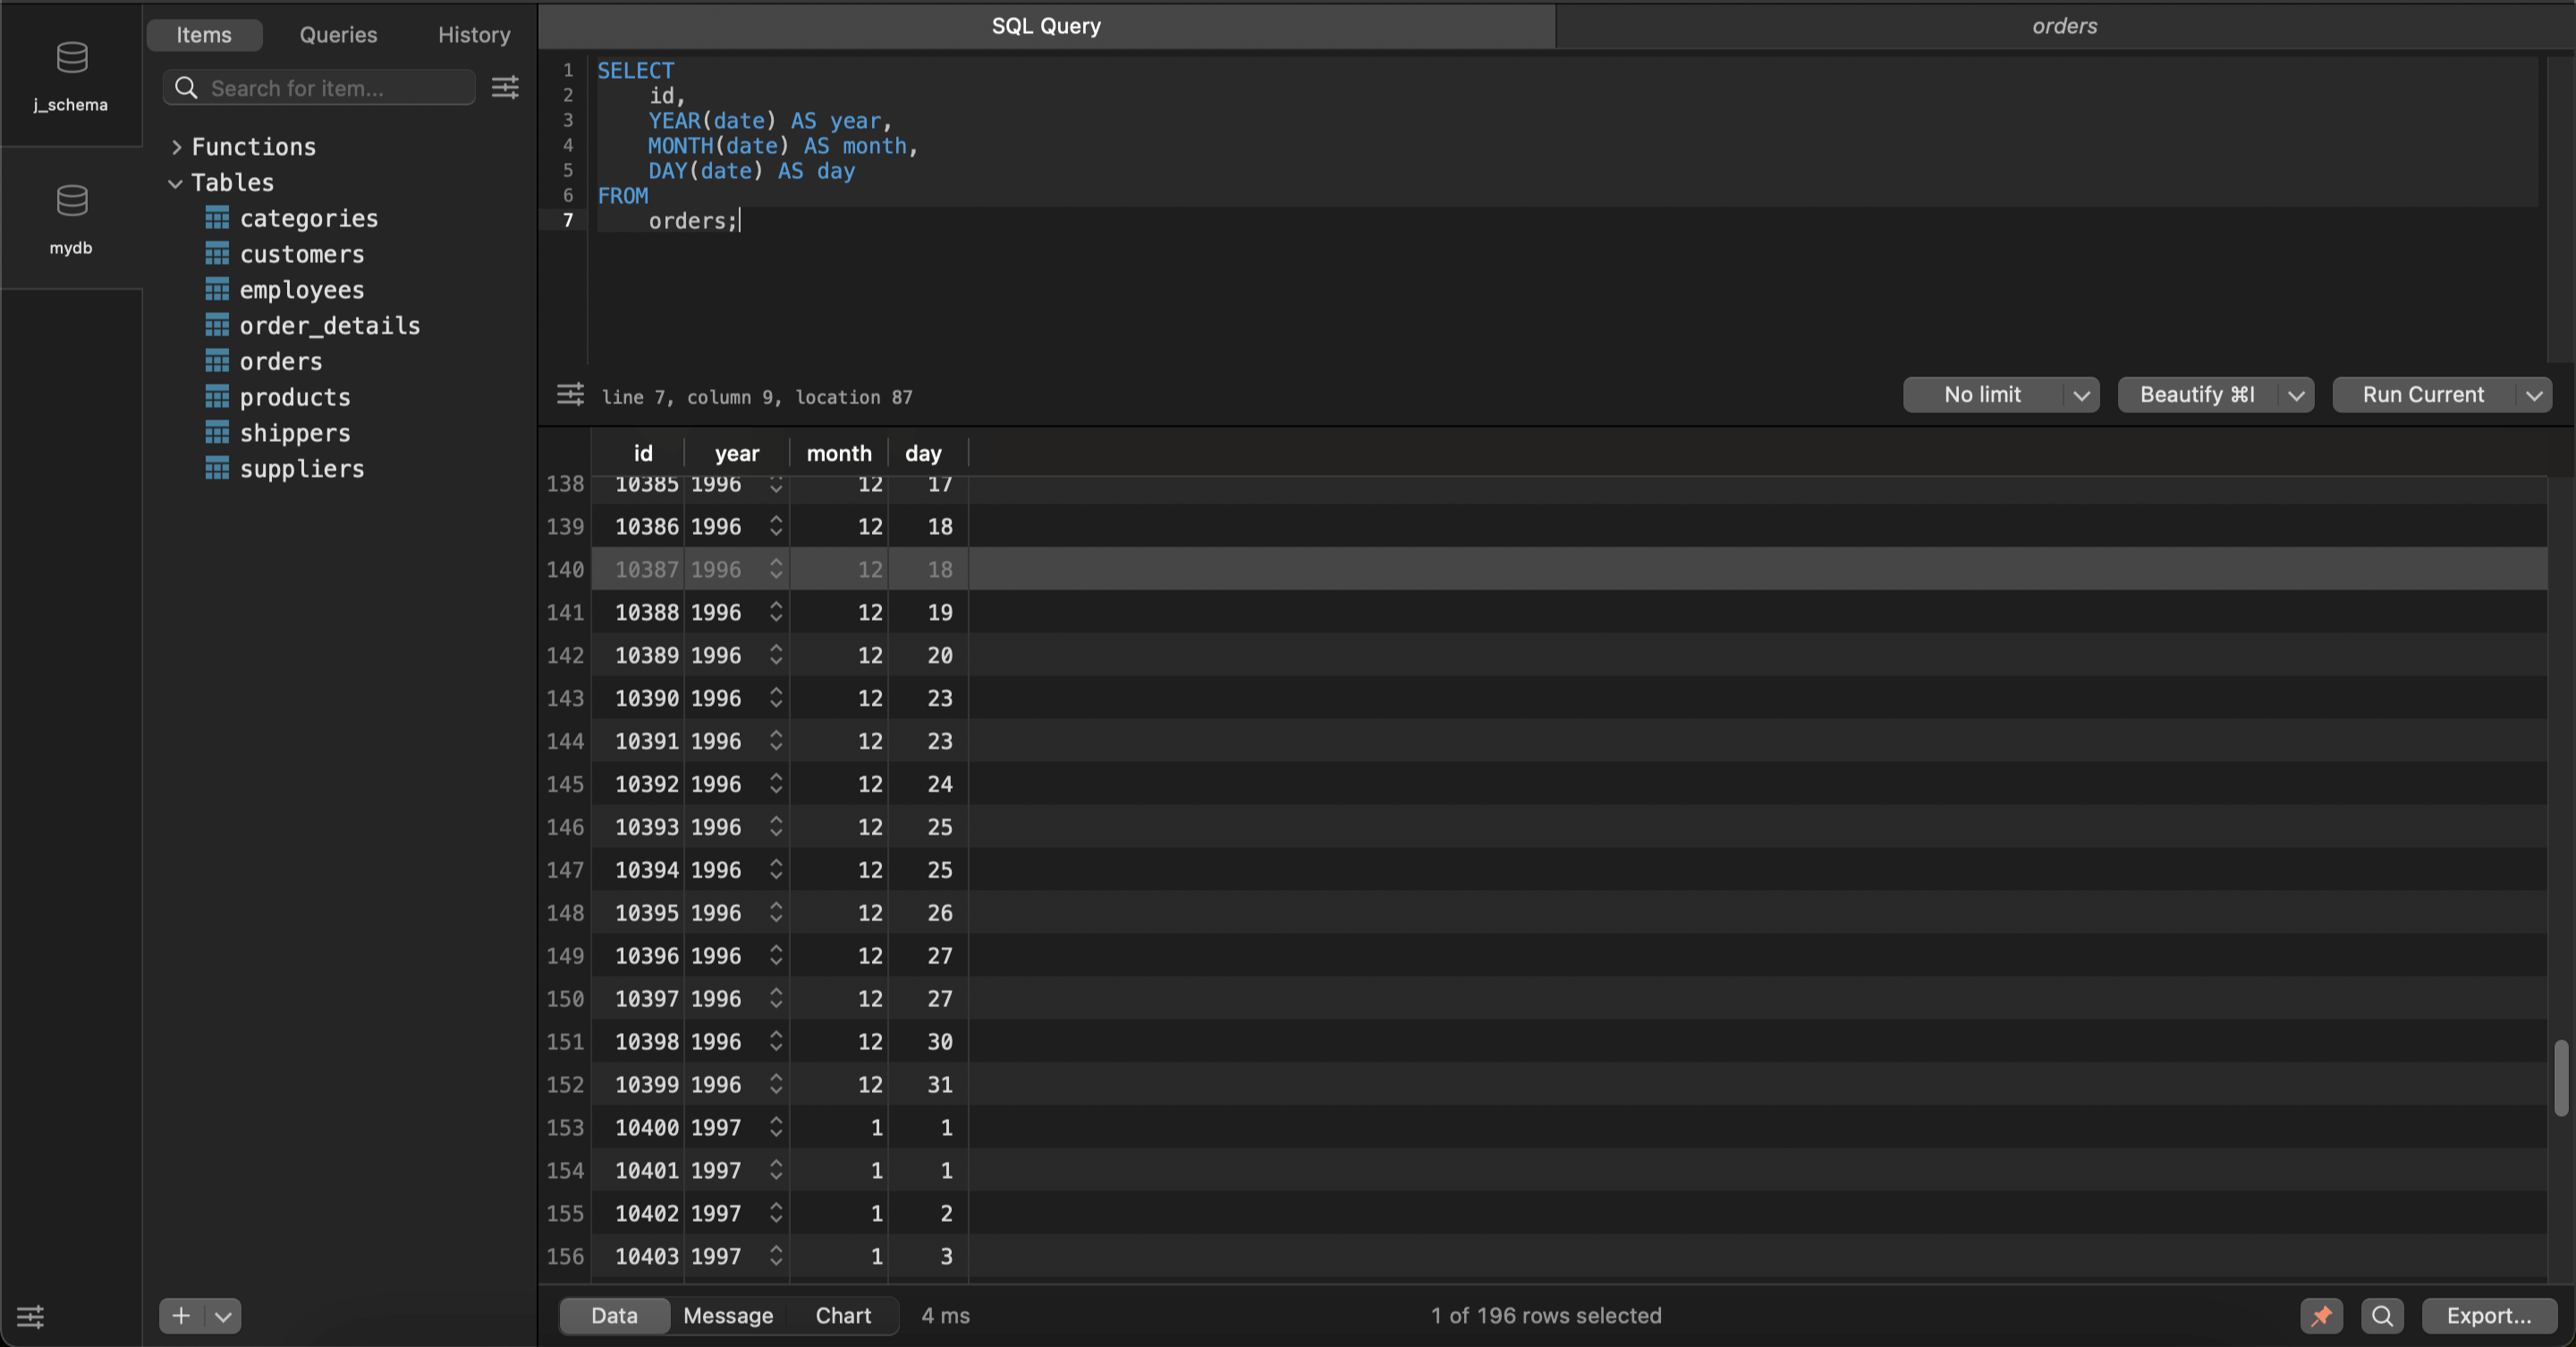 j_schema
mydb
Items Queries History
Search for item...
Functions
Tables
categories
customers
employees
order_details
orders
products
shippers
suppliers
SQL Query orders
1 SELECT
2 id,
3 YEAR(date) AS year,
4 MONTH(date) AS month,
5 DAY(date) AS day
6 FROM
7 orders;
line 7, column 9, location 87
No limit Beautify ⌘I Run Current
id year month day
138 10385 1996 12 17
139 10386 1996 12 18
140 10387 1996 12 18
141 10388 1996 12 19
142 10389 1996 12 20
143 10390 1996 12 23
144 10391 1996 12 23
145 10392 1996 12 24
146 10393 1996 12 25
147 10394 1996 12 25
148 10395 1996 12 26
149 10396 1996 12 27
150 10397 1996 12 27
151 10398 1996 12 30
152 10399 1996 12 31
153 10400 1997 1 1
154 10401 1997 1 1
155 10402 1997 1 2
156 10403 1997 1 3
Data Message Chart 4 ms 1 of 196 rows selected Export...